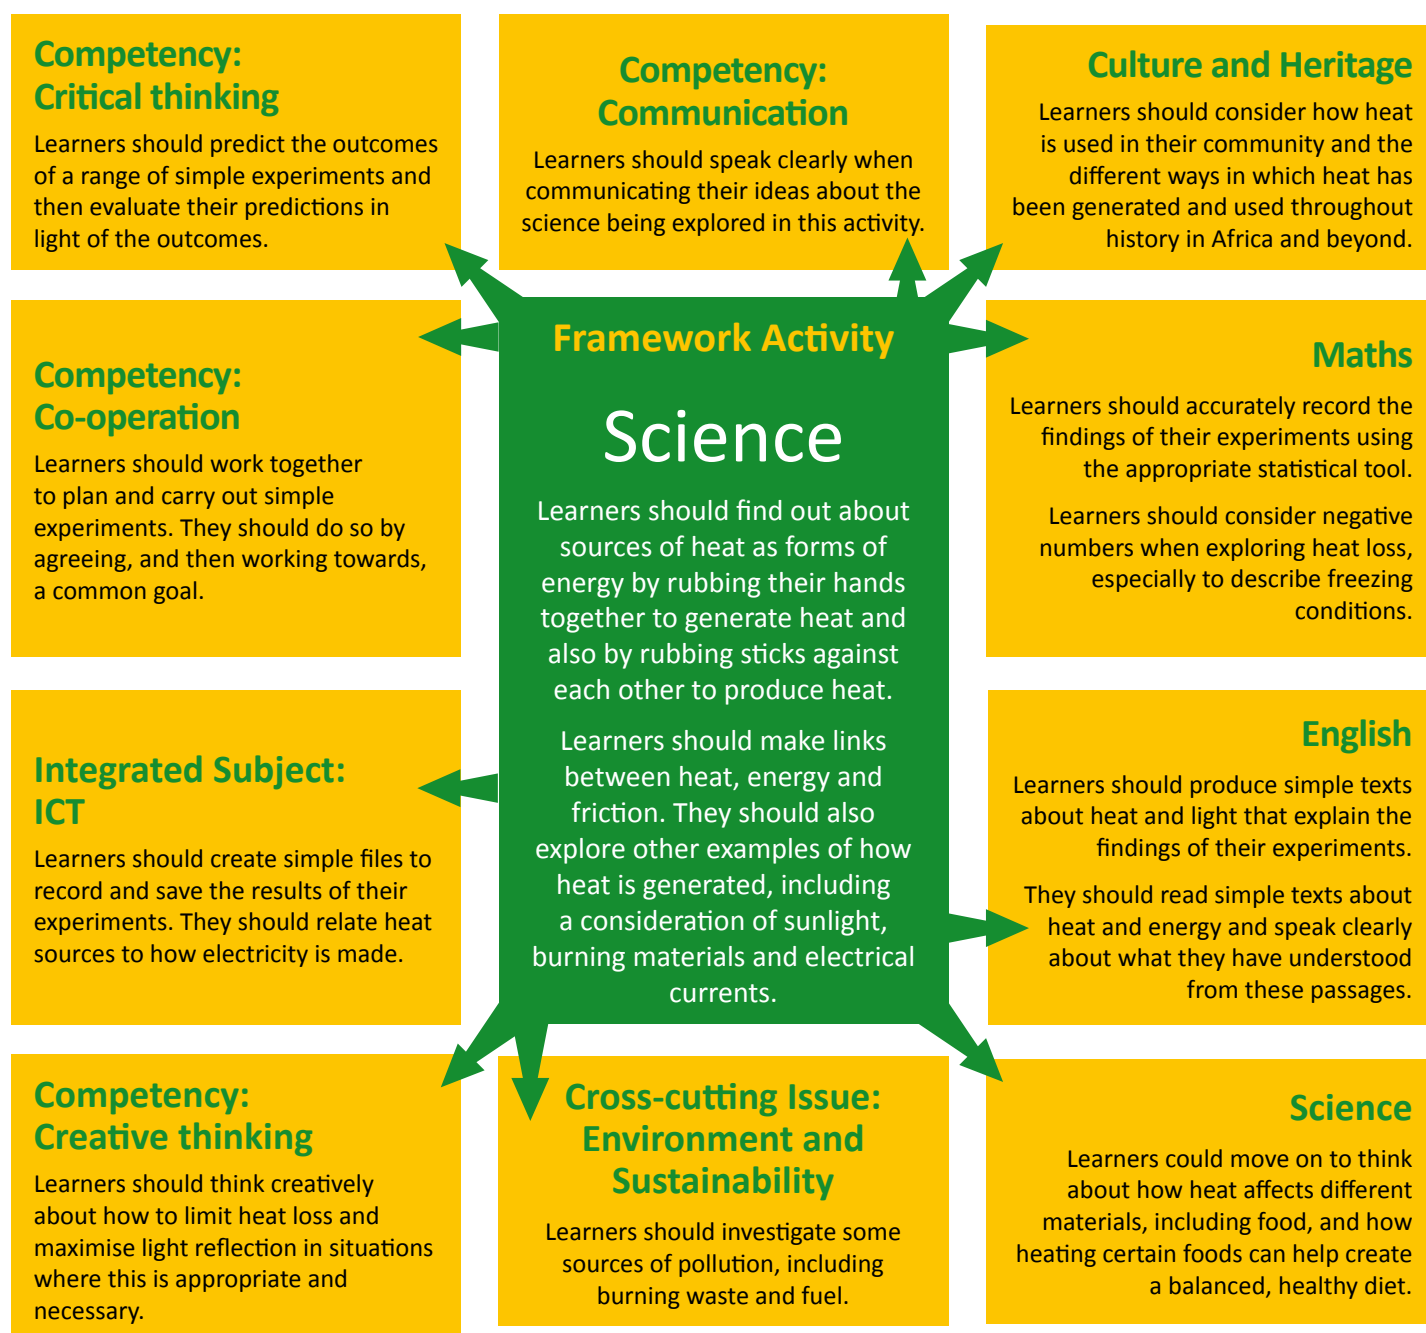 Competency:
Critical thinking
Learners should predict the outcomes
of a range of simple experiments and
then evaluate their predictions in
light of the outcomes.
Competency:
Communication
Learners should speak clearly when
communicating their ideas about the
science being explored in this activity.
Culture and Heritage
Learners should consider how heat
is used in their community and the
different ways in which heat has
been generated and used throughout
history in Africa and beyond.
Competency:
Co-operation
Learners should work together
to plan and carry out simple
experiments. They should do so by
agreeing, and then working towards,
a common goal.
Framework Activity
Science
Learners should find out about
sources of heat as forms of
energy by rubbing their hands
together to generate heat and
also by rubbing sticks against
each other to produce heat.
Learners should make links
between heat, energy and
friction. They should also
explore other examples of how
heat is generated, including
a consideration of sunlight,
burning materials and electrical
currents.
Maths
Learners should accurately record the
findings of their experiments using
the appropriate statistical tool.
Learners should consider negative
numbers when exploring heat loss,
especially to describe freezing
conditions.
Integrated Subject:
ICT
Learners should create simple files to
record and save the results of their
experiments. They should relate heat
sources to how electricity is made.
English
Learners should produce simple texts
about heat and light that explain the
findings of their experiments.
They should read simple texts about
heat and energy and speak clearly
about what they have understood
from these passages.
Competency:
Creative thinking
Learners should think creatively
about how to limit heat loss and
maximise light reflection in situations
where this is appropriate and
necessary.
Cross-cutting Issue:
Environment and
Sustainability
Learners should investigate some
sources of pollution, including
burning waste and fuel.
Science
Learners could move on to think
about how heat affects different
materials, including food, and how
heating certain foods can help create
a balanced, healthy diet.